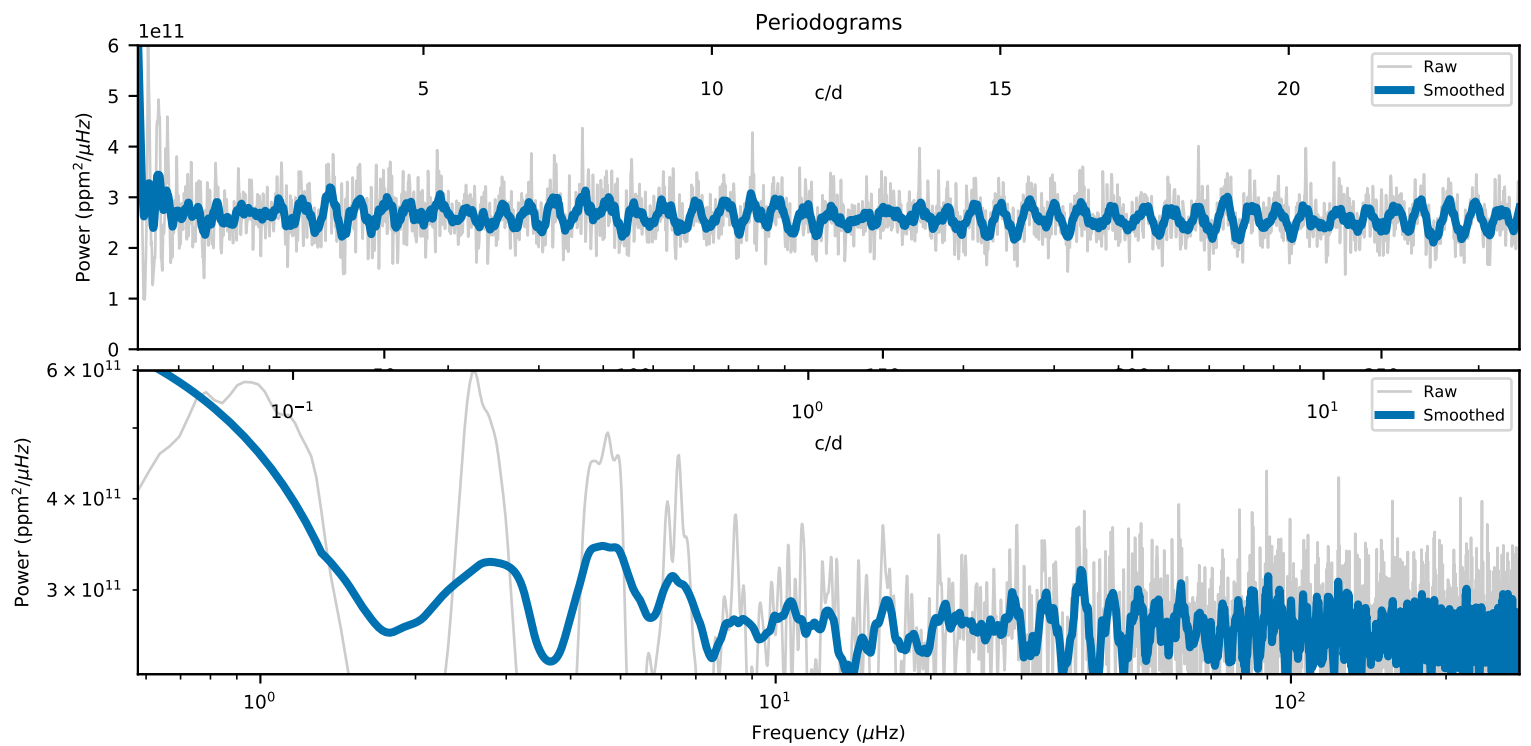 Periodograms
1e11
6
5
4
3
2
1
0
Power (ppm²/μHz)
5 10 15 20
c/d
Raw
Smoothed
6 × 10¹¹
4 × 10¹¹
3 × 10¹¹
Power (ppm²/μHz)
10⁻¹ 10⁰ 10¹
c/d
Raw
Smoothed
10⁰ 10¹ 10²
Frequency (μHz)